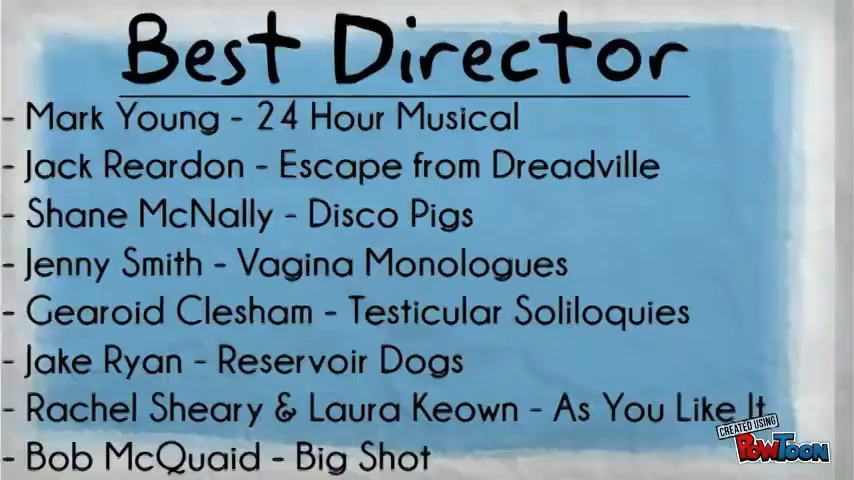 Best Director
- Mark Young - 24 Hour Musical
- Jack Reardon - Escape from Dreadville
- Shane McNally - Disco Pigs
- Jenny Smith - Vagina Monologues
- Gearoid Clesham - Testicular Soliloquies
- Jake Ryan - Reservoir Dogs
- Rachel Sheary & Laura Keown - As You Like It
- Bob McQuaid - Big Shot
CREATED USING
POWTOON